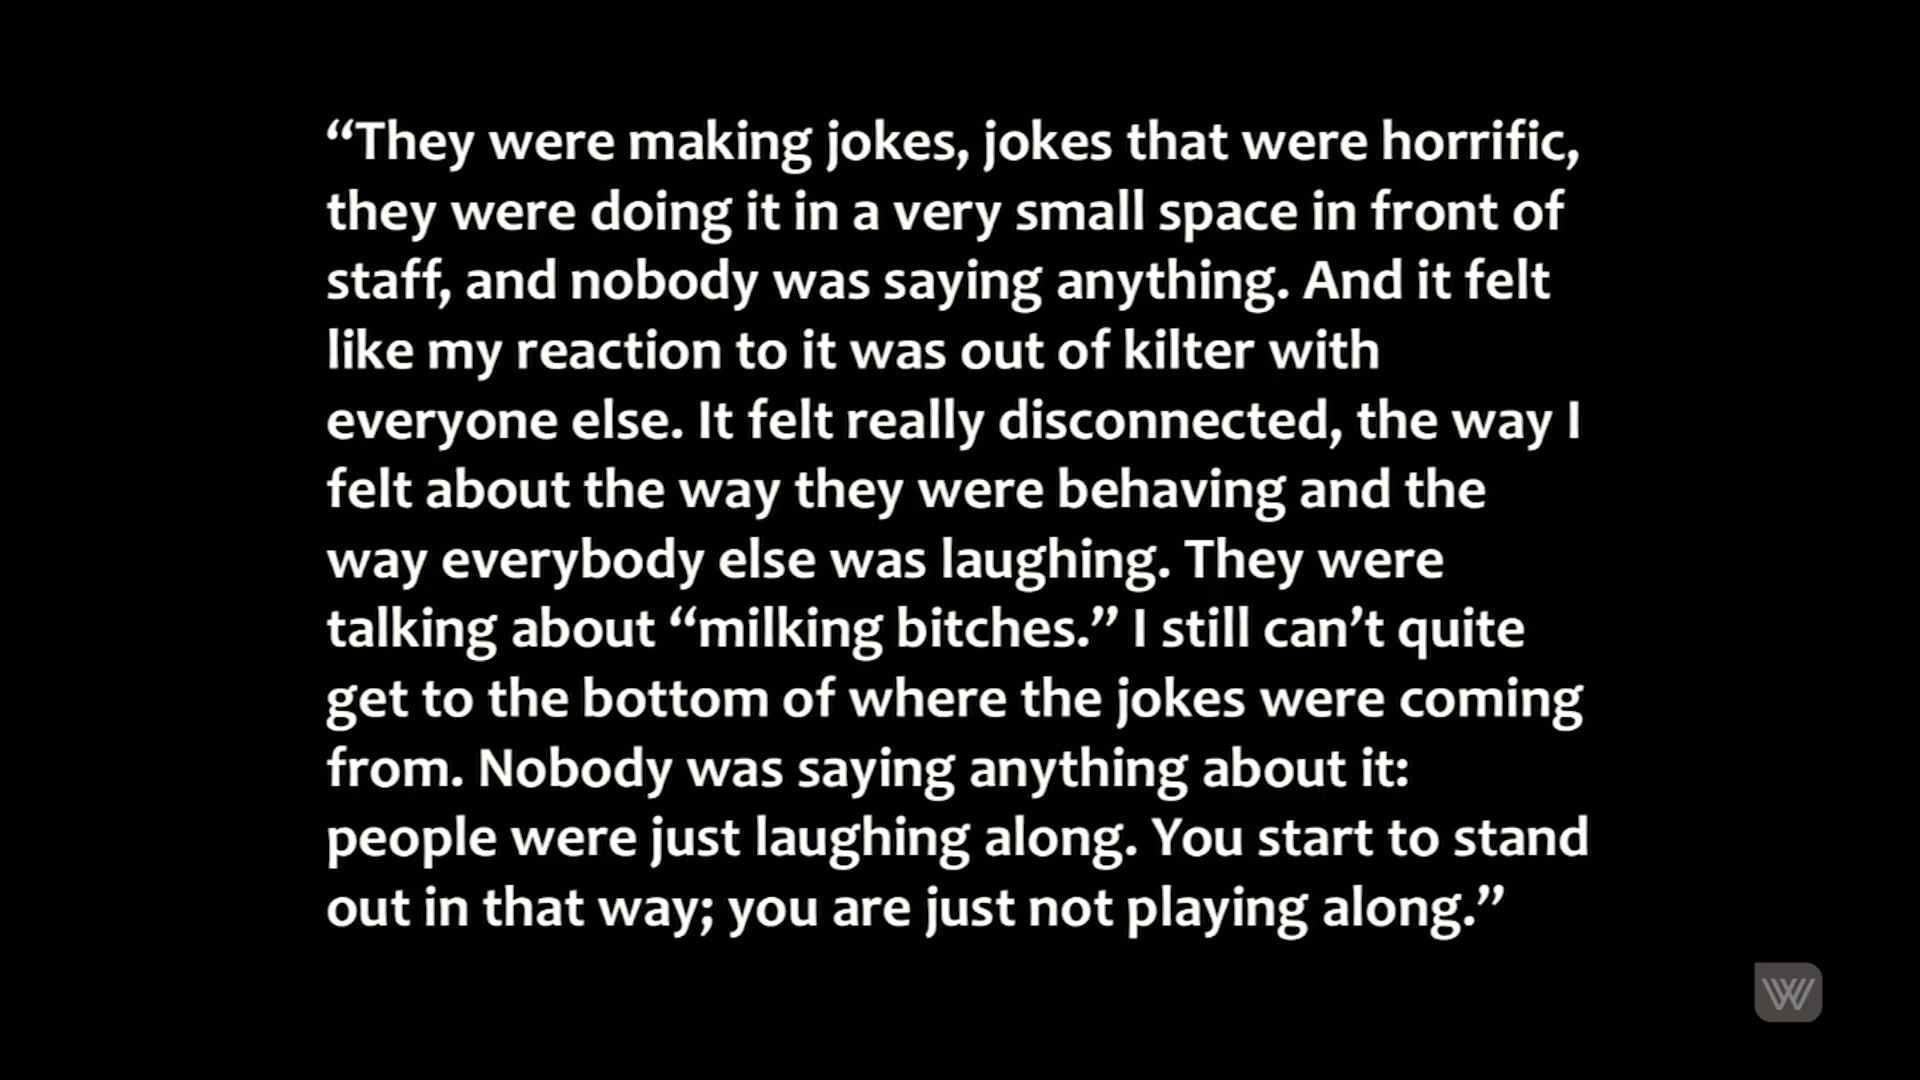 “They were making jokes, jokes that were horrific,
they were doing it in a very small space in front of
staff, and nobody was saying anything. And it felt
like my reaction to it was out of kilter with
everyone else. It felt really disconnected, the way I
felt about the way they were behaving and the
way everybody else was laughing. They were
talking about “milking bitches.” I still can’t quite
get to the bottom of where the jokes were coming
from. Nobody was saying anything about it:
people were just laughing along. You start to stand
out in that way; you are just not playing along.”
W